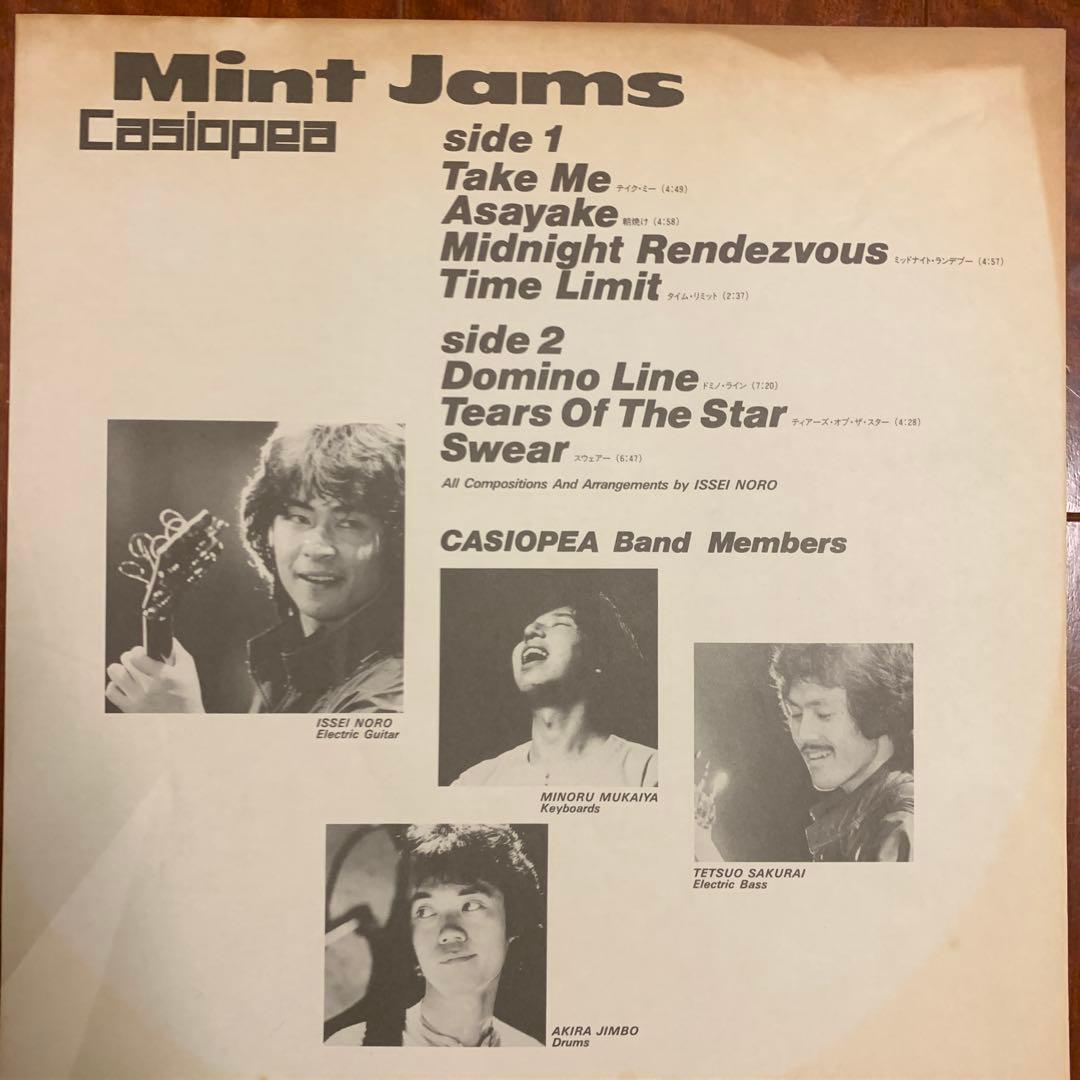 Mint Jams
Casiopea
side 1
Take Me テイク・ミー (4:49)
Asayake 朝焼け (4:58)
Midnight Rendezvous ミッドナイト・ランデブー (4:57)
Time Limit タイム・リミット (2:37)
side 2
Domino Line ドミノ・ライン (7:20)
Tears Of The Star ティアーズ・オブ・ザ・スター (4:28)
Swear スウェアー (6:47)
All Compositions And Arrangements by ISSEI NORO
CASIOPEA Band Members
ISSEI NORO
Electric Guitar
MINORU MUKAIYA
Keyboards
TETSUO SAKURAI
Electric Bass
AKIRA JIMBO
Drums